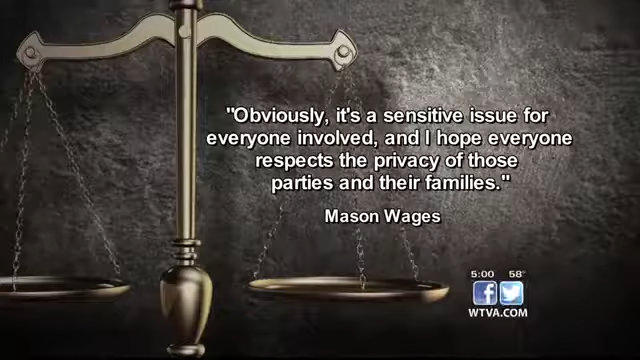 "Obviously, it's a sensitive issue for
everyone involved, and I hope everyone
respects the privacy of those
parties and their families."
Mason Wages
5:00 58°
f
WTVA.COM